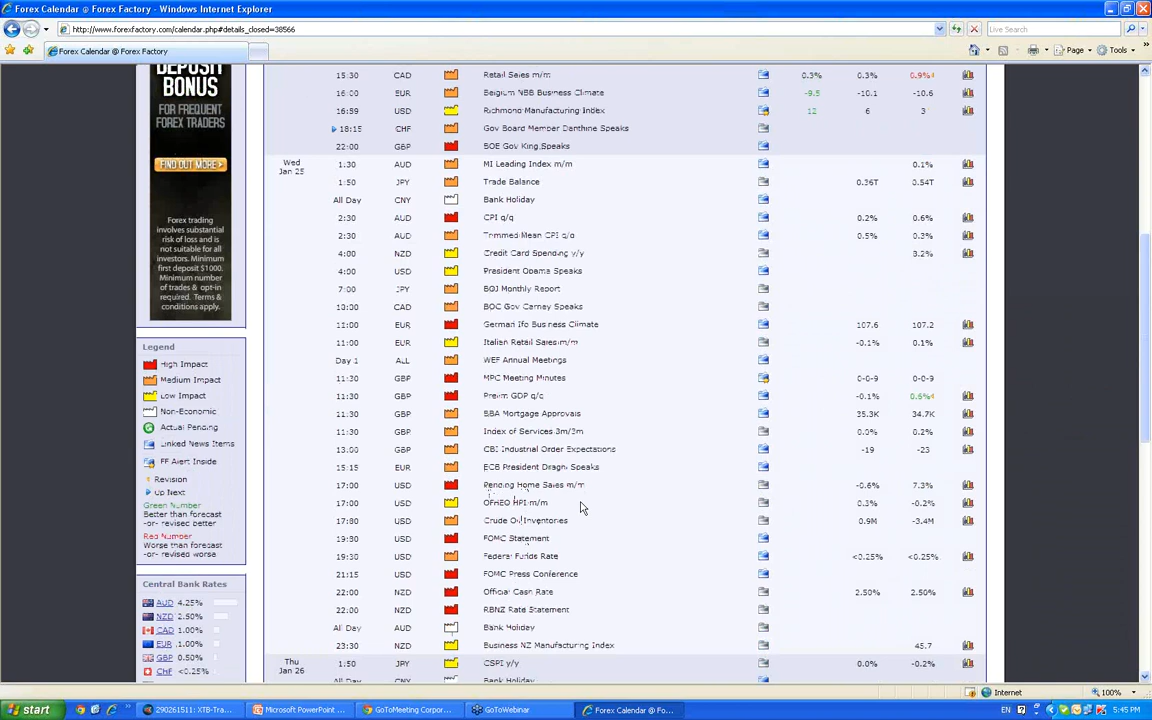 Forex Calendar @ Forex Factory - Windows Internet Explorer
http://www.forexfactory.com/calendar.php#details_closed=38566
Live Search
Forex Calendar @ Forex Factory
Page
Tools
DEPOSIT
BONUS
FOR FREQUENT
FOREX TRADERS
FIND OUT MORE
Forex trading
involves substantial
risk of loss and is
not suitable for all
investors. Minimum
first deposit $1000.
Minimum number
of trades & opt-in
required. Terms &
conditions apply.
Legend
High Impact
Medium Impact
Low Impact
Non-Economic
Actual Pending
Linked News Items
FF Alert Inside
Revision
Up Next
Green Number
Better than forecast
-or- revised better
Red Number
Worse than forecast
-or- revised worse
Central Bank Rates
AUD 4.25%
NZD 2.50%
CAD 1.00%
EUR 1.00%
GBP 0.50%
CHF <0.25%
15:30 CAD Retail Sales m/m 0.3% 0.3% 0.9%
16:00 EUR Belgium NBB Business Climate -9.5 -10.1 -10.6
16:59 USD Richmond Manufacturing Index 12 6 3
18:15 CHF Gov Board Member Danthine Speaks
22:00 GBP BOE Gov King Speaks
Wed
Jan 25
1:30 AUD MI Leading Index m/m 0.1%
1:50 JPY Trade Balance 0.36T 0.54T
All Day CNY Bank Holiday
2:30 AUD CPI q/q 0.2% 0.6%
2:30 AUD Trimmed Mean CPI q/q 0.5% 0.3%
4:00 NZD Credit Card Spending y/y 3.2%
4:00 USD President Obama Speaks
7:00 JPY BOJ Monthly Report
CAD BOC Gov Carney Speaks
11:00 EUR German Ifo Business Climate 107.6 107.2
11:00 EUR Italian Retail Sales m/m -0.1% 0.1%
Day 1 ALL WEF Annual Meetings
11:30 GBP MPC Meeting Minutes 0-0-9 0-0-9
11:30 GBP Prelim GDP q/q -0.1% 0.6%
11:30 GBP BBA Mortgage Approvals 35.3K 34.7K
11:30 GBP Index of Services 3m/3m 0.0% 0.2%
13:00 GBP CBI Industrial Order Expectations -19 -23
15:15 EUR ECB President Draghi Speaks
17:00 USD Pending Home Sales m/m -0.6% 7.3%
17:00 USD OFHEO HPI m/m 0.3% -0.2%
USD Crude Oil Inventories 0.9M -3.4M
19:30 USD FOMC Statement
19:30 USD Federal Funds Rate <0.25% <0.25%
21:15 USD FOMC Press Conference
22:00 NZD Official Cash Rate 2.50% 2.50%
22:00 NZD RBNZ Rate Statement
All Day AUD Bank Holiday
23:30 NZD Business NZ Manufacturing Index 45.7
Thu
Jan 26
1:50 JPY CSPI y/y 0.0% -0.2%
All Day CNY Bank Holiday
Internet
100%
start
290261511: XTB-Tra...
Microsoft PowerPoint ...
GoToMeeting Corpor...
GoToWebinar
Forex Calendar @ Fo...
EN
5:45 PM